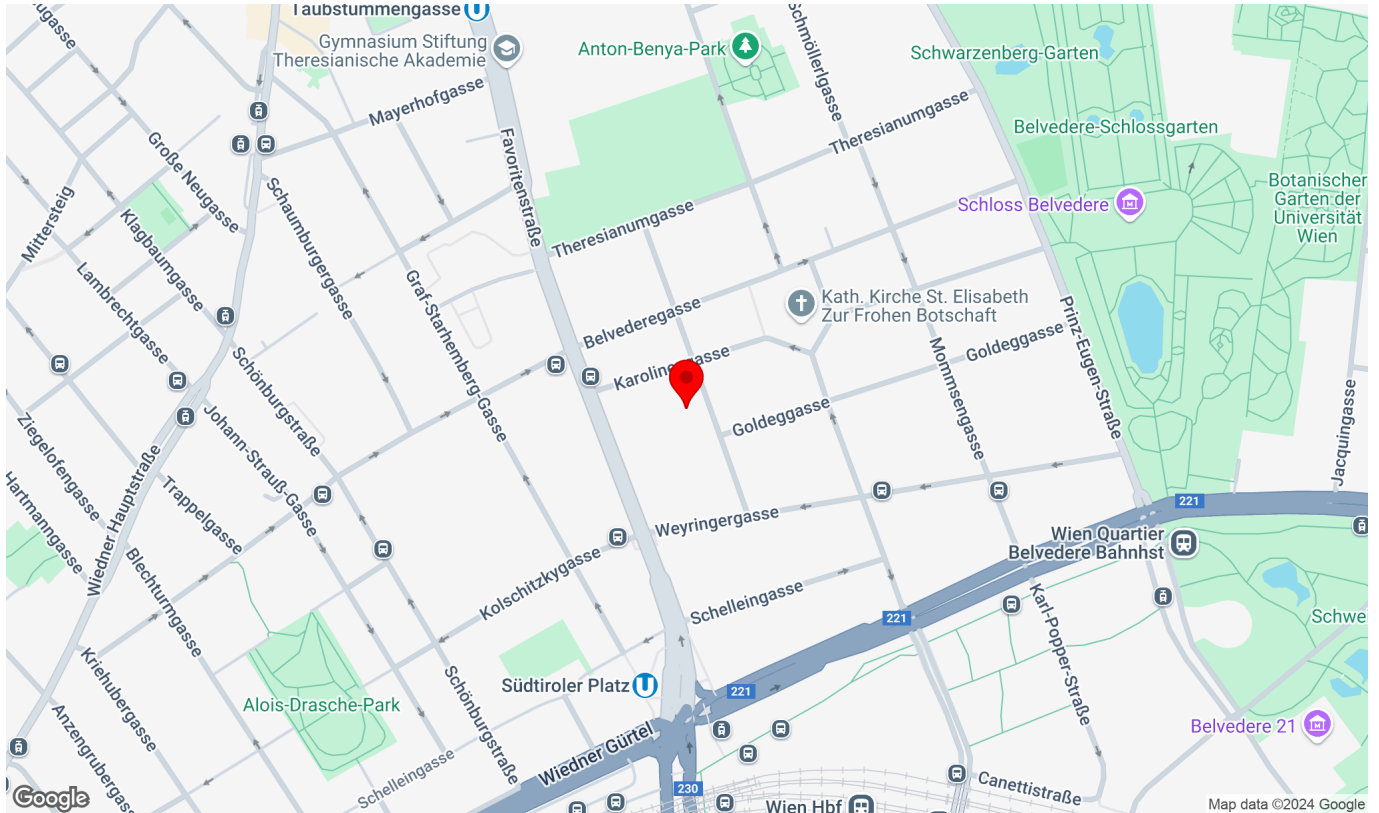 Taubstummengasse
Gymnasium Stiftung
Theresianische Akademie
Anton-Benya-Park
Schmöllerlgasse
Schwarzenberg-Garten
Mayerhofgasse
Theresianumgasse
Belvedere-Schlossgarten
Große Neugasse
Favoritenstraße
Botanischer
Garten der
Universität
Wien
Mittersteig
Klagbaumgasse
Schaumburgergasse
Schloss Belvedere
Theresianumgasse
Lambrechtgasse
Graf-Starhemberg-Gasse
Belvederegasse
Kath. Kirche St. Elisabeth
Zur Frohen Botschaft
Prinz-Eugen-Straße
Goldeggasse
Mommsengasse
Schönburgstraße
Goldeggasse
Jacquingasse
Johann-Strauß-Gasse
Ziegelofengasse
Wiedner Hauptstraße
Trappelgasse
Hartmanngasse
221
Weyringergasse
Wien Quartier
Belvedere Bahnhst
Kolschitzkygasse
Blechturmgasse
Schelleingasse
221
Karl-Popper-Straße
Kriehubergasse
Schönburgstraße
Südtiroler Platz
221
Alois-Drasche-Park
Belvedere 21
Wiedner Gürtel
Schelleingasse
230
Canettistraße
Wien Hbf
Google
Map data ©2024 Google